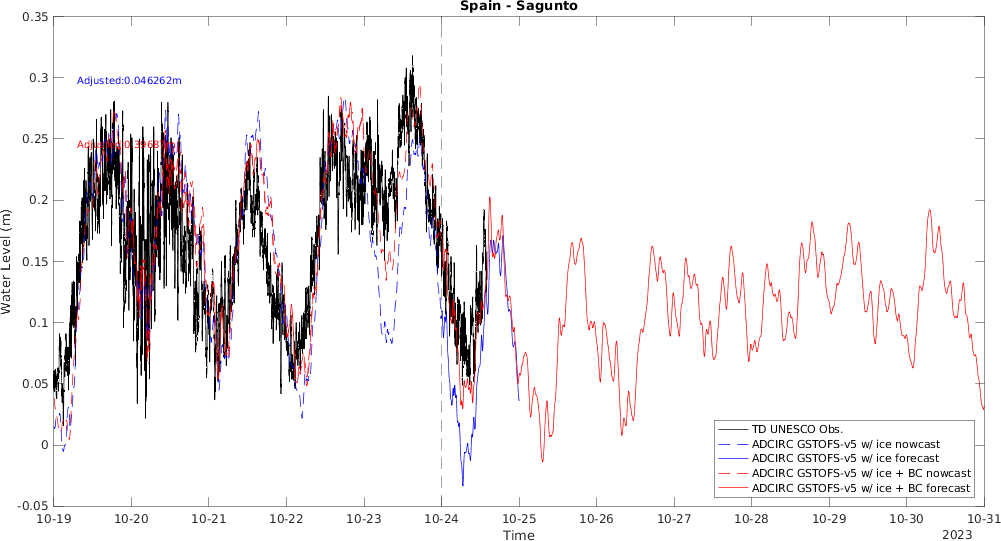 Spain - Sagunto
0.35
0.3
0.25
0.2
0.15
0.1
0.05
0
-0.05
Water Level (m)
Adjusted:0.046262m
10-19
10-20
10-21
10-22
10-23
10-24
10-25
10-26
10-27
10-28
10-29
10-30
10-31
Time
2023
TD UNESCO Obs.
ADCIRC GSTOFS-v5 w/ ice nowcast
ADCIRC GSTOFS-v5 w/ ice forecast
ADCIRC GSTOFS-v5 w/ ice + BC nowcast
ADCIRC GSTOFS-v5 w/ ice + BC forecast